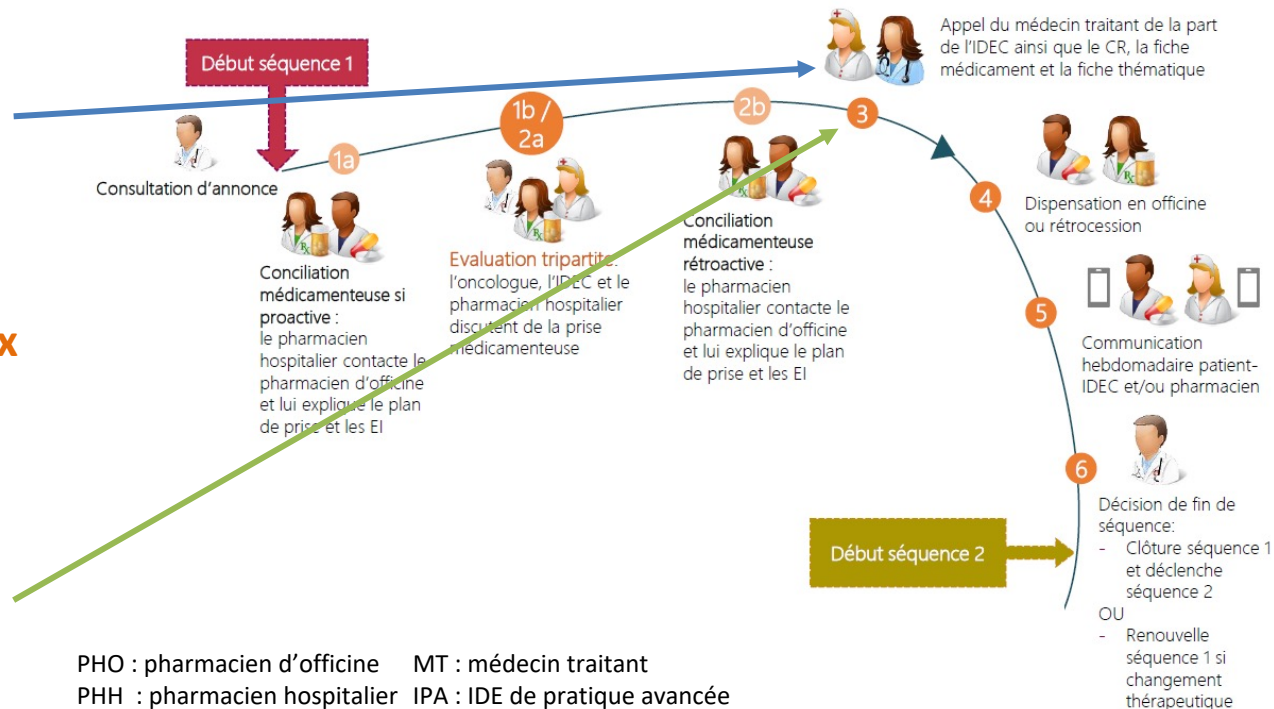 Appel du médecin traitant de la part
de l'IDEC ainsi que le CR, la fiche
médicament et la fiche thématique
Début séquence 1
Consultation d'annonce
1a
1b /
2a
2b
3
4
5
6
Conciliation
médicamenteuse si
proactive :
le pharmacien
hospitalier contacte le
pharmacien d'officine
et lui explique le plan
de prise et les EI
Evaluation tripartite:
l'oncologue, l'IDEC et le
pharmacien hospitalier
discutent de la prise
médicamenteuse
Conciliation
médicamenteuse
rétroactive :
le pharmacien
hospitalier contacte le
pharmacien d'officine
et lui explique le plan
de prise et les EI
Dispensation en officine
ou rétrocession
Communication
hebdomadaire patient-
IDEC et/ou pharmacien
x
Début séquence 2
Décision de fin de
séquence:
- Clôture séquence 1
et déclenche
séquence 2
OU
- Renouvelle
séquence 1 si
changement
thérapeutique
PHO : pharmacien d'officine MT : médecin traitant
PHH : pharmacien hospitalier IPA : IDE de pratique avancée